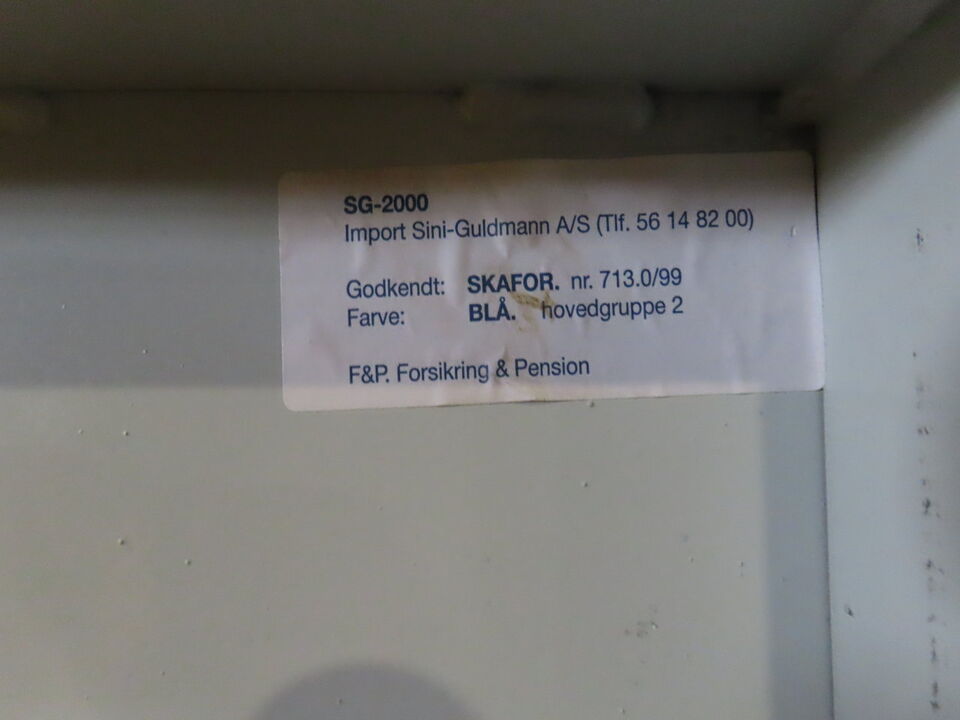 SG-2000
Import Sini-Guldmann A/S (Tlf. 56 14 82 00)
Godkendt: SKAFOR. nr. 713.0/99
Farve: BLÅ. hovedgruppe 2
F&P. Forsikring & Pension